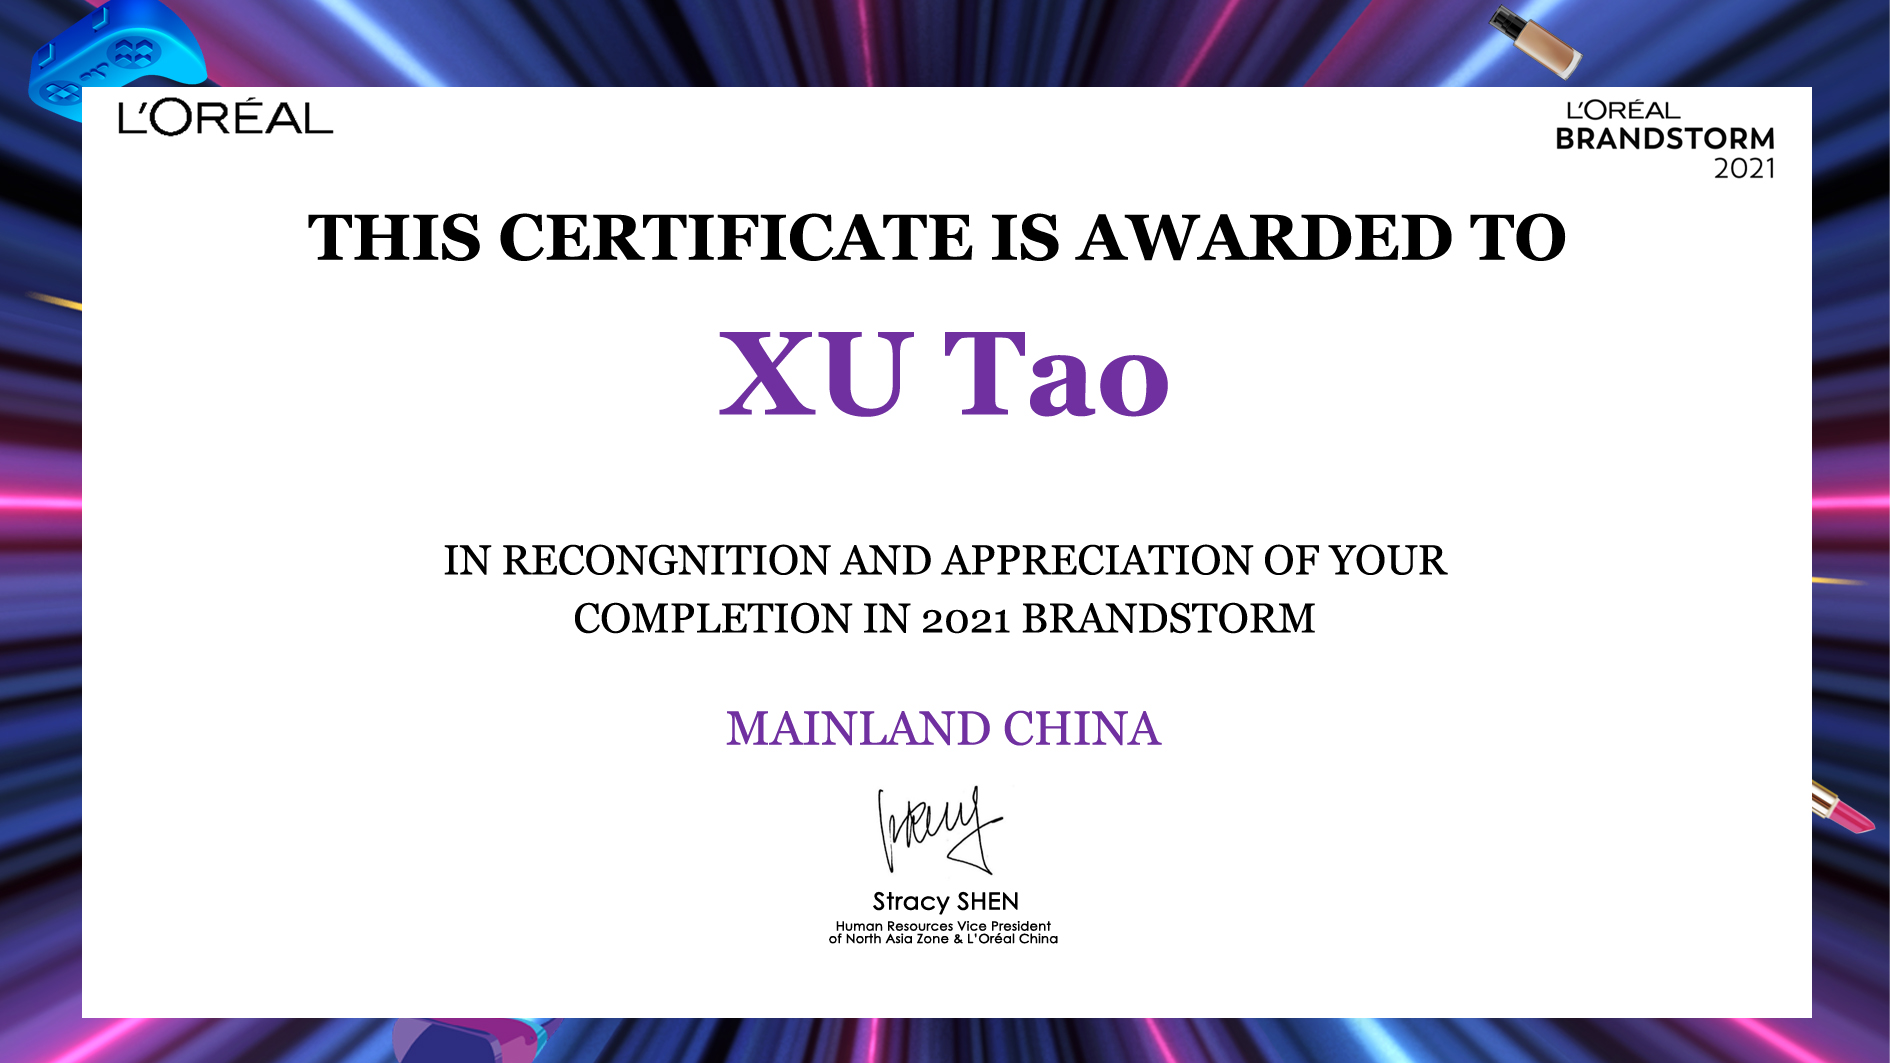 L'ORÉAL
L'ORÉAL
BRANDSTORM
2021
THIS CERTIFICATE IS AWARDED TO
XU Tao
IN RECONGNITION AND APPRECIATION OF YOUR
COMPLETION IN 2021 BRANDSTORM
MAINLAND CHINA
Stracy SHEN
Human Resources Vice President
of North Asia Zone & L'Oréal China